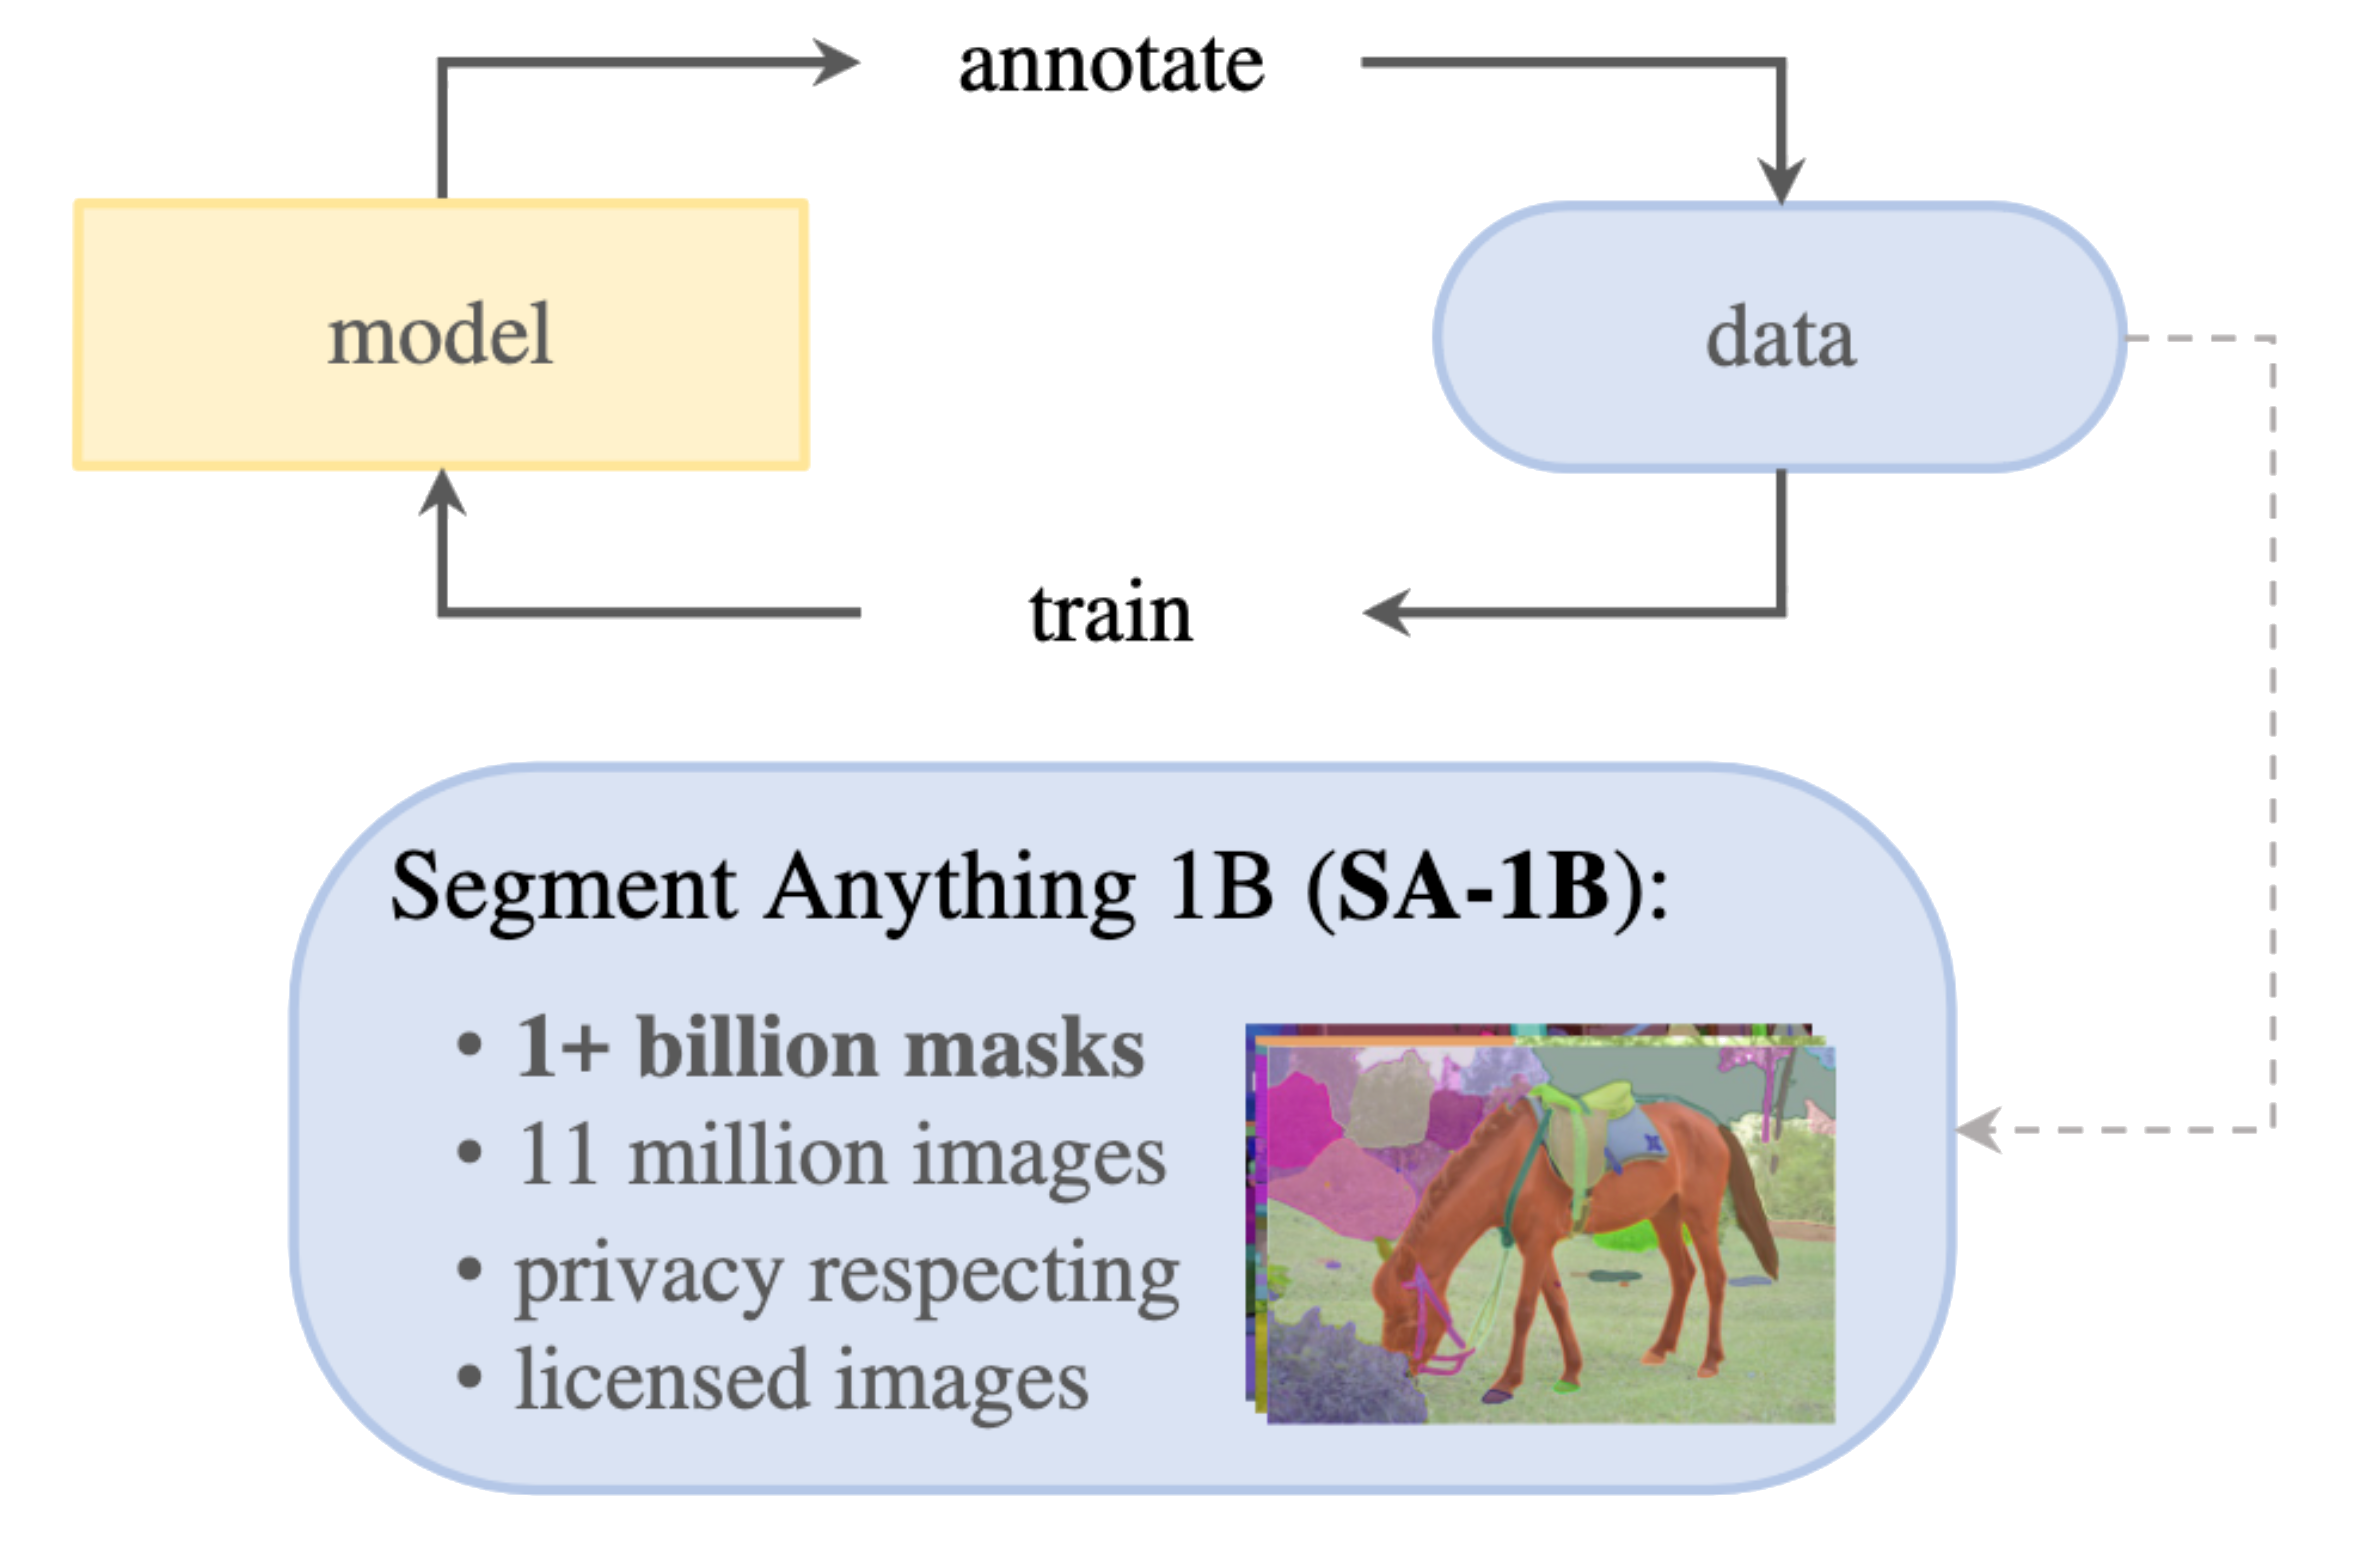 annotate
model
data
train
Segment Anything 1B (SA-1B):
• 1+ billion masks
• 11 million images
• privacy respecting
• licensed images